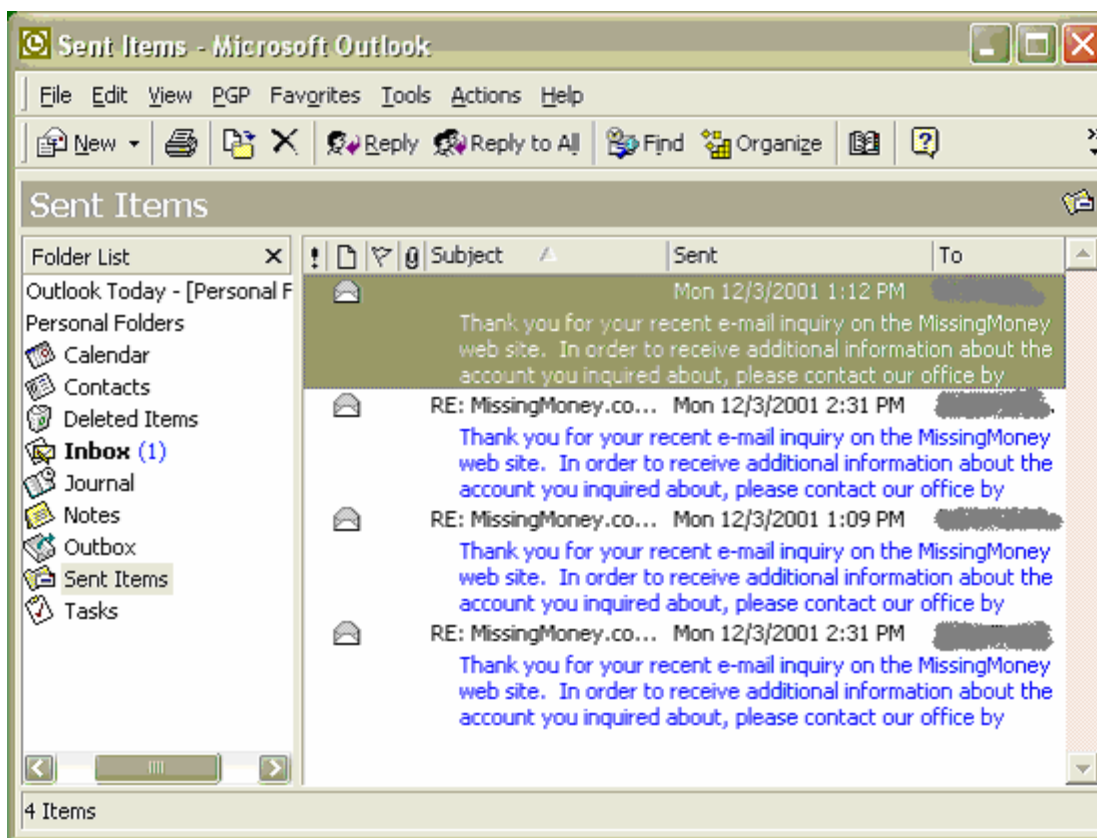 Sent Items - Microsoft Outlook
File Edit View PGP Favorites Tools Actions Help
New Reply Reply to All Find Organize
Sent Items
Folder List
Outlook Today - [Personal F
Personal Folders
Calendar
Contacts
Deleted Items
Inbox (1)
Journal
Notes
Outbox
Sent Items
Tasks
Subject Sent To
Mon 12/3/2001 1:12 PM
Thank you for your recent e-mail inquiry on the MissingMoney
web site. In order to receive additional information about the
account you inquired about, please contact our office by
RE: MissingMoney.co... Mon 12/3/2001 2:31 PM
Thank you for your recent e-mail inquiry on the MissingMoney
web site. In order to receive additional information about the
account you inquired about, please contact our office by
RE: MissingMoney.co... Mon 12/3/2001 1:09 PM
Thank you for your recent e-mail inquiry on the MissingMoney
web site. In order to receive additional information about the
account you inquired about, please contact our office by
RE: MissingMoney.co... Mon 12/3/2001 2:31 PM
Thank you for your recent e-mail inquiry on the MissingMoney
web site. In order to receive additional information about the
account you inquired about, please contact our office by
4 Items